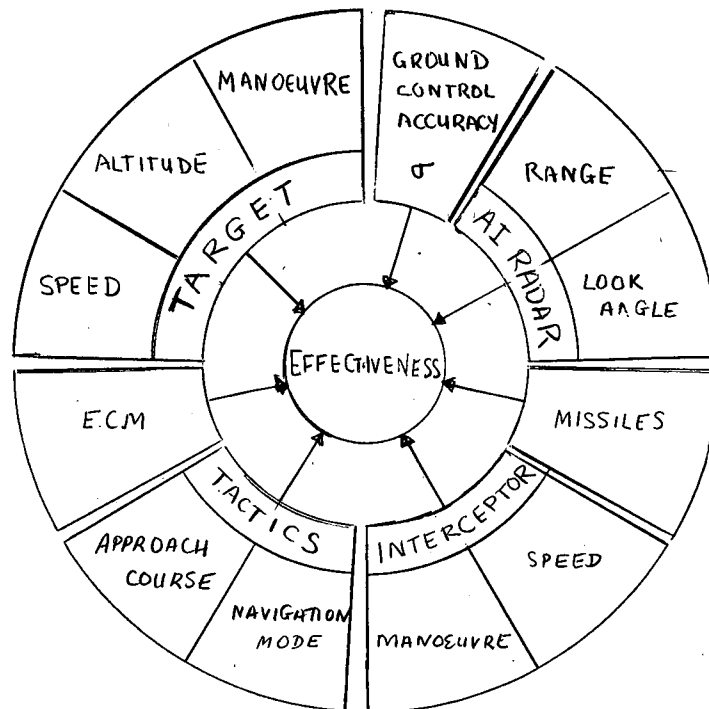 MANOEUVRE
ALTITUDE
SPEED
TARGET
GROUND
CONTROL
ACCURACY
σ
RANGE
LOOK
ANGLE
AI RADAR
EFFECTIVENESS
E.C.M
MISSILES
TACTICS
INTERCEPTOR
APPROACH
COURSE
NAVIGATION
MODE
MANOEUVRE
SPEED